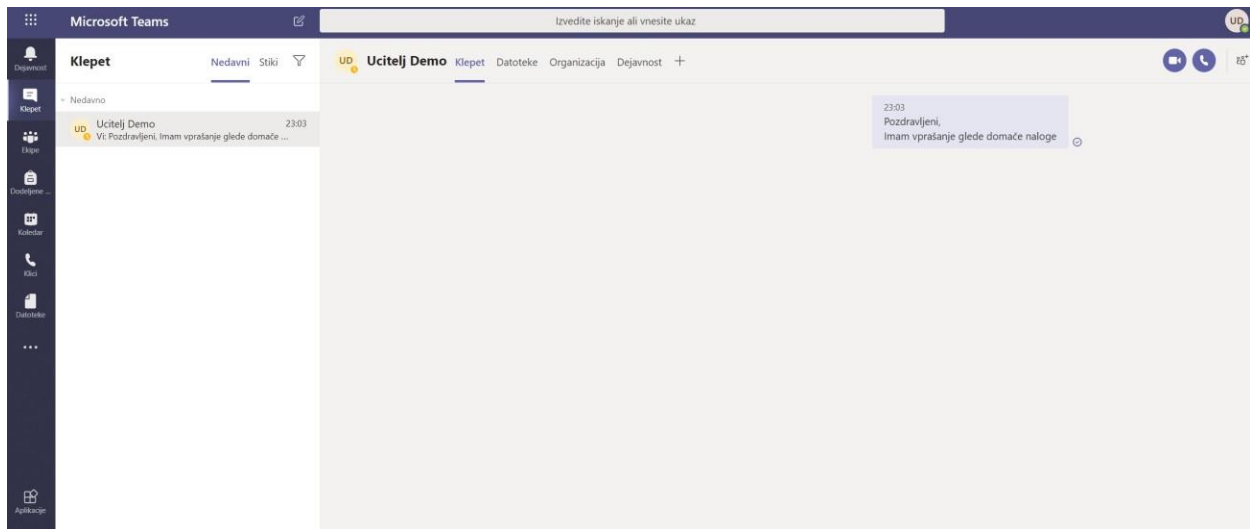 Microsoft Teams
Izvedite iskanje ali vnesite ukaz
UD
Dejavnost
Klepet
Ekipe
Dodeljene ...
Koledar
Klici
Datoteke
Aplikacije
Klepet
Nedavni Stiki
Nedavno
UD
Ucitelj Demo 23:03
Vi: Pozdravljeni, Imam vprašanje glede domače ...
UD Ucitelj Demo Klepet Datoteke Organizacija Dejavnost +
23:03
Pozdravljeni,
Imam vprašanje glede domače naloge